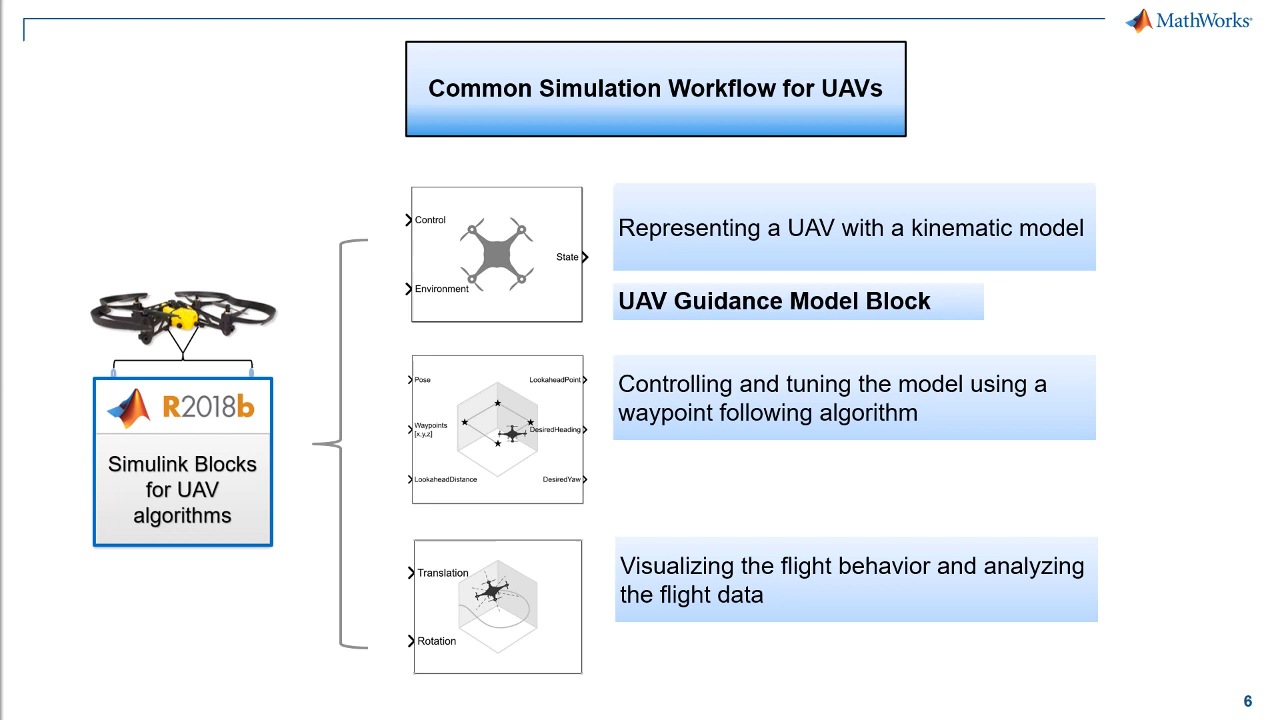 MathWorks®
Common Simulation Workflow for UAVs
R2018b
Simulink Blocks
for UAV
algorithms
Control
Environment
State
Representing a UAV with a kinematic model
UAV Guidance Model Block
Pose
Waypoints
[x,y,z]
LookaheadDistance
LookaheadPoint
DesiredHeading
DesiredYaw
Controlling and tuning the model using a
waypoint following algorithm
Translation
Rotation
Visualizing the flight behavior and analyzing
the flight data
6